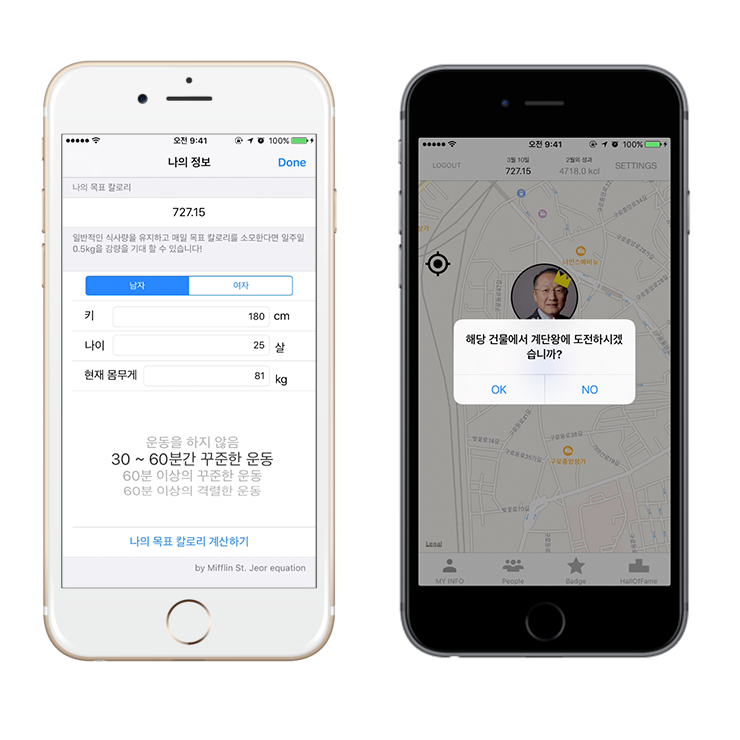 오전 9:41
100%
나의 정보
Done
나의 목표 칼로리
727.15
일반적인 식사량을 유지하고 매일 목표 칼로리를 소모한다면 일주일
0.5kg을 감량을 기대 할 수 있습니다!
남자
여자
키 180 cm
나이 25 살
현재 몸무게 81 kg
운동을 하지 않음
30 ~ 60분간 꾸준한 운동
60분 이상의 꾸준한 운동
60분 이상의 격렬한 운동
나의 목표 칼로리 계산하기
by Mifflin St. Jeor equation
오전 9:41
100%
LOGOUT
3월 10일
727.15
2월의 성과
4718.0 kcl
SETTINGS
해당 건물에서 계단왕에 도전하시겠
습니까?
OK
NO
구로중앙로
Legal
MY INFO
People
Badge
HallOfFame